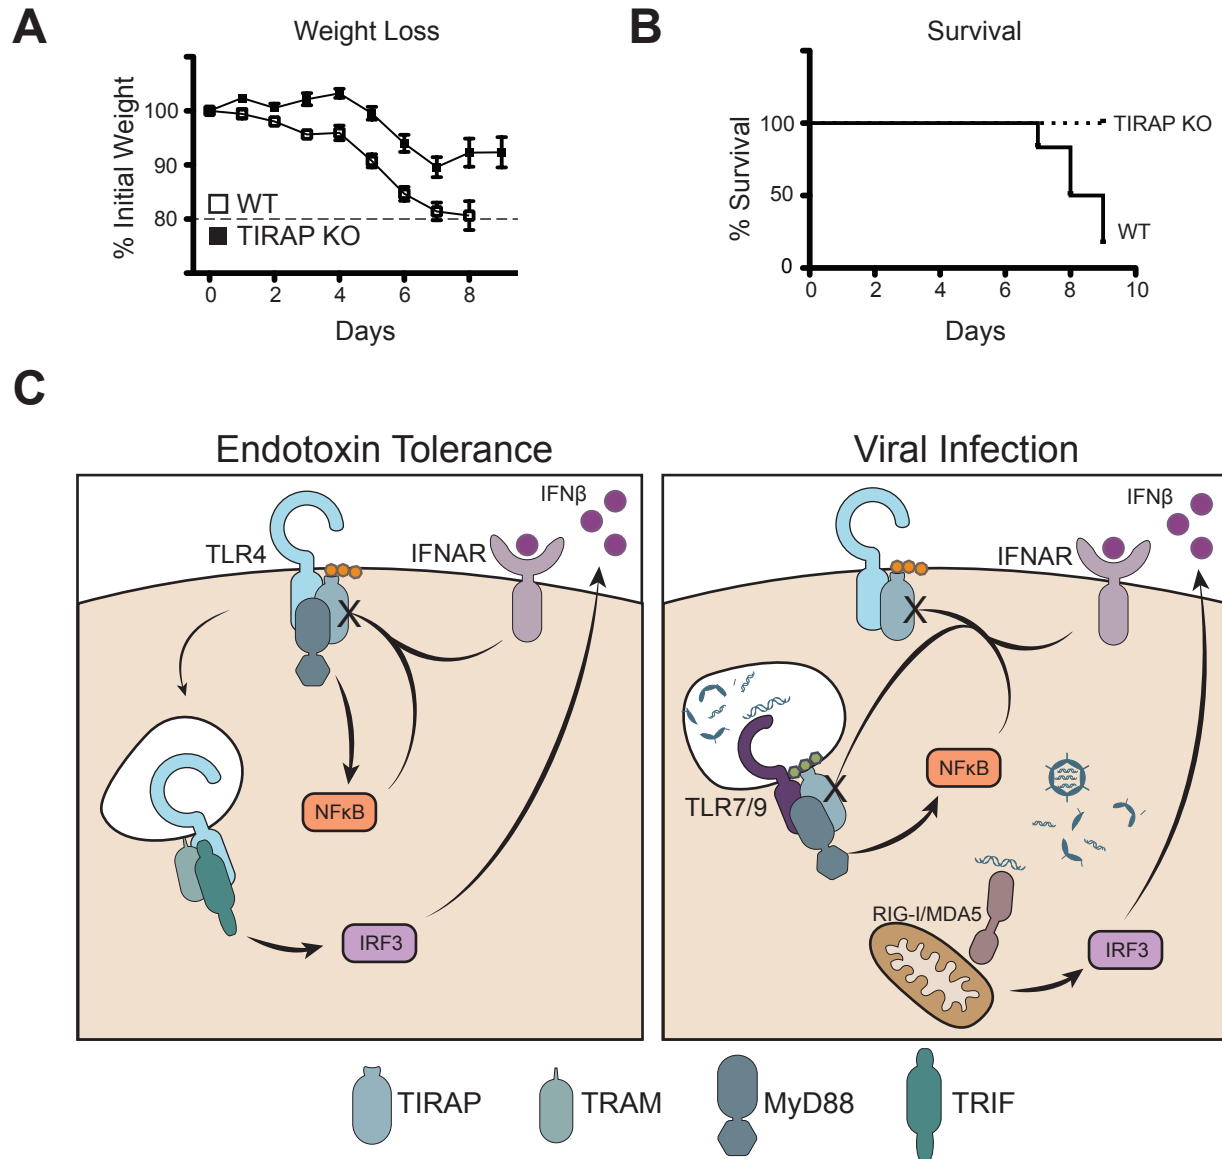 A
Weight Loss
% Initial Weight
100
90
80
WT
TIRAP KO
0 2 4 6 8
Days
B
Survival
% Survival
100
50
0
TIRAP KO
WT
0 2 4 6 8 10
Days
C
Endotoxin Tolerance
TLR4
IFNAR
IFNβ
X
NFκB
IRF3
Viral Infection
IFNβ
IFNAR
X
TLR7/9
X
NFκB
RIG-I/MDA5
IRF3
TIRAP
TRAM
MyD88
TRIF